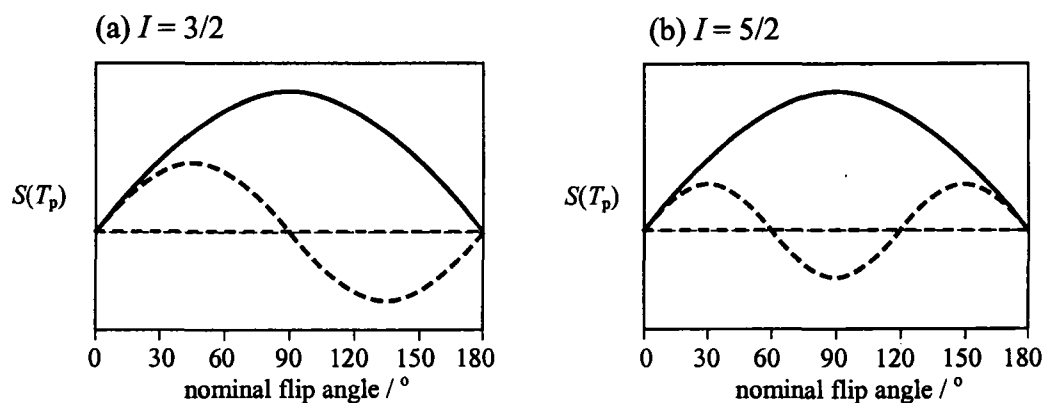 (a) I = 3/2
S(Tp)
0 30 60 90 120 150 180
nominal flip angle / °
(b) I = 5/2
S(Tp)
0 30 60 90 120 150 180
nominal flip angle / °